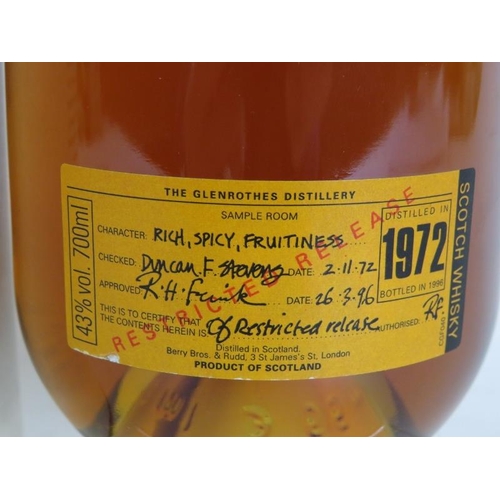 THE GLENROTHES DISTILLERY
SAMPLE ROOM
CHARACTER: RICH, SPICY, FRUITINESS
CHECKED: Duncan F. Stevens DATE: 2.11.72
APPROVED: R.H. DATE: 26.3.96
THIS IS TO CERTIFY THAT
THE CONTENTS HEREIN IS: Of Restricted release AUTHORISED:
Distilled in Scotland.
Berry Bros. & Rudd, 3 St James's St, London
PRODUCT OF SCOTLAND
43% vol. 700ml
RESTRICTED RELEASE
DISTILLED IN
1972
BOTTLED IN 1996
SCOTCH WHISKY